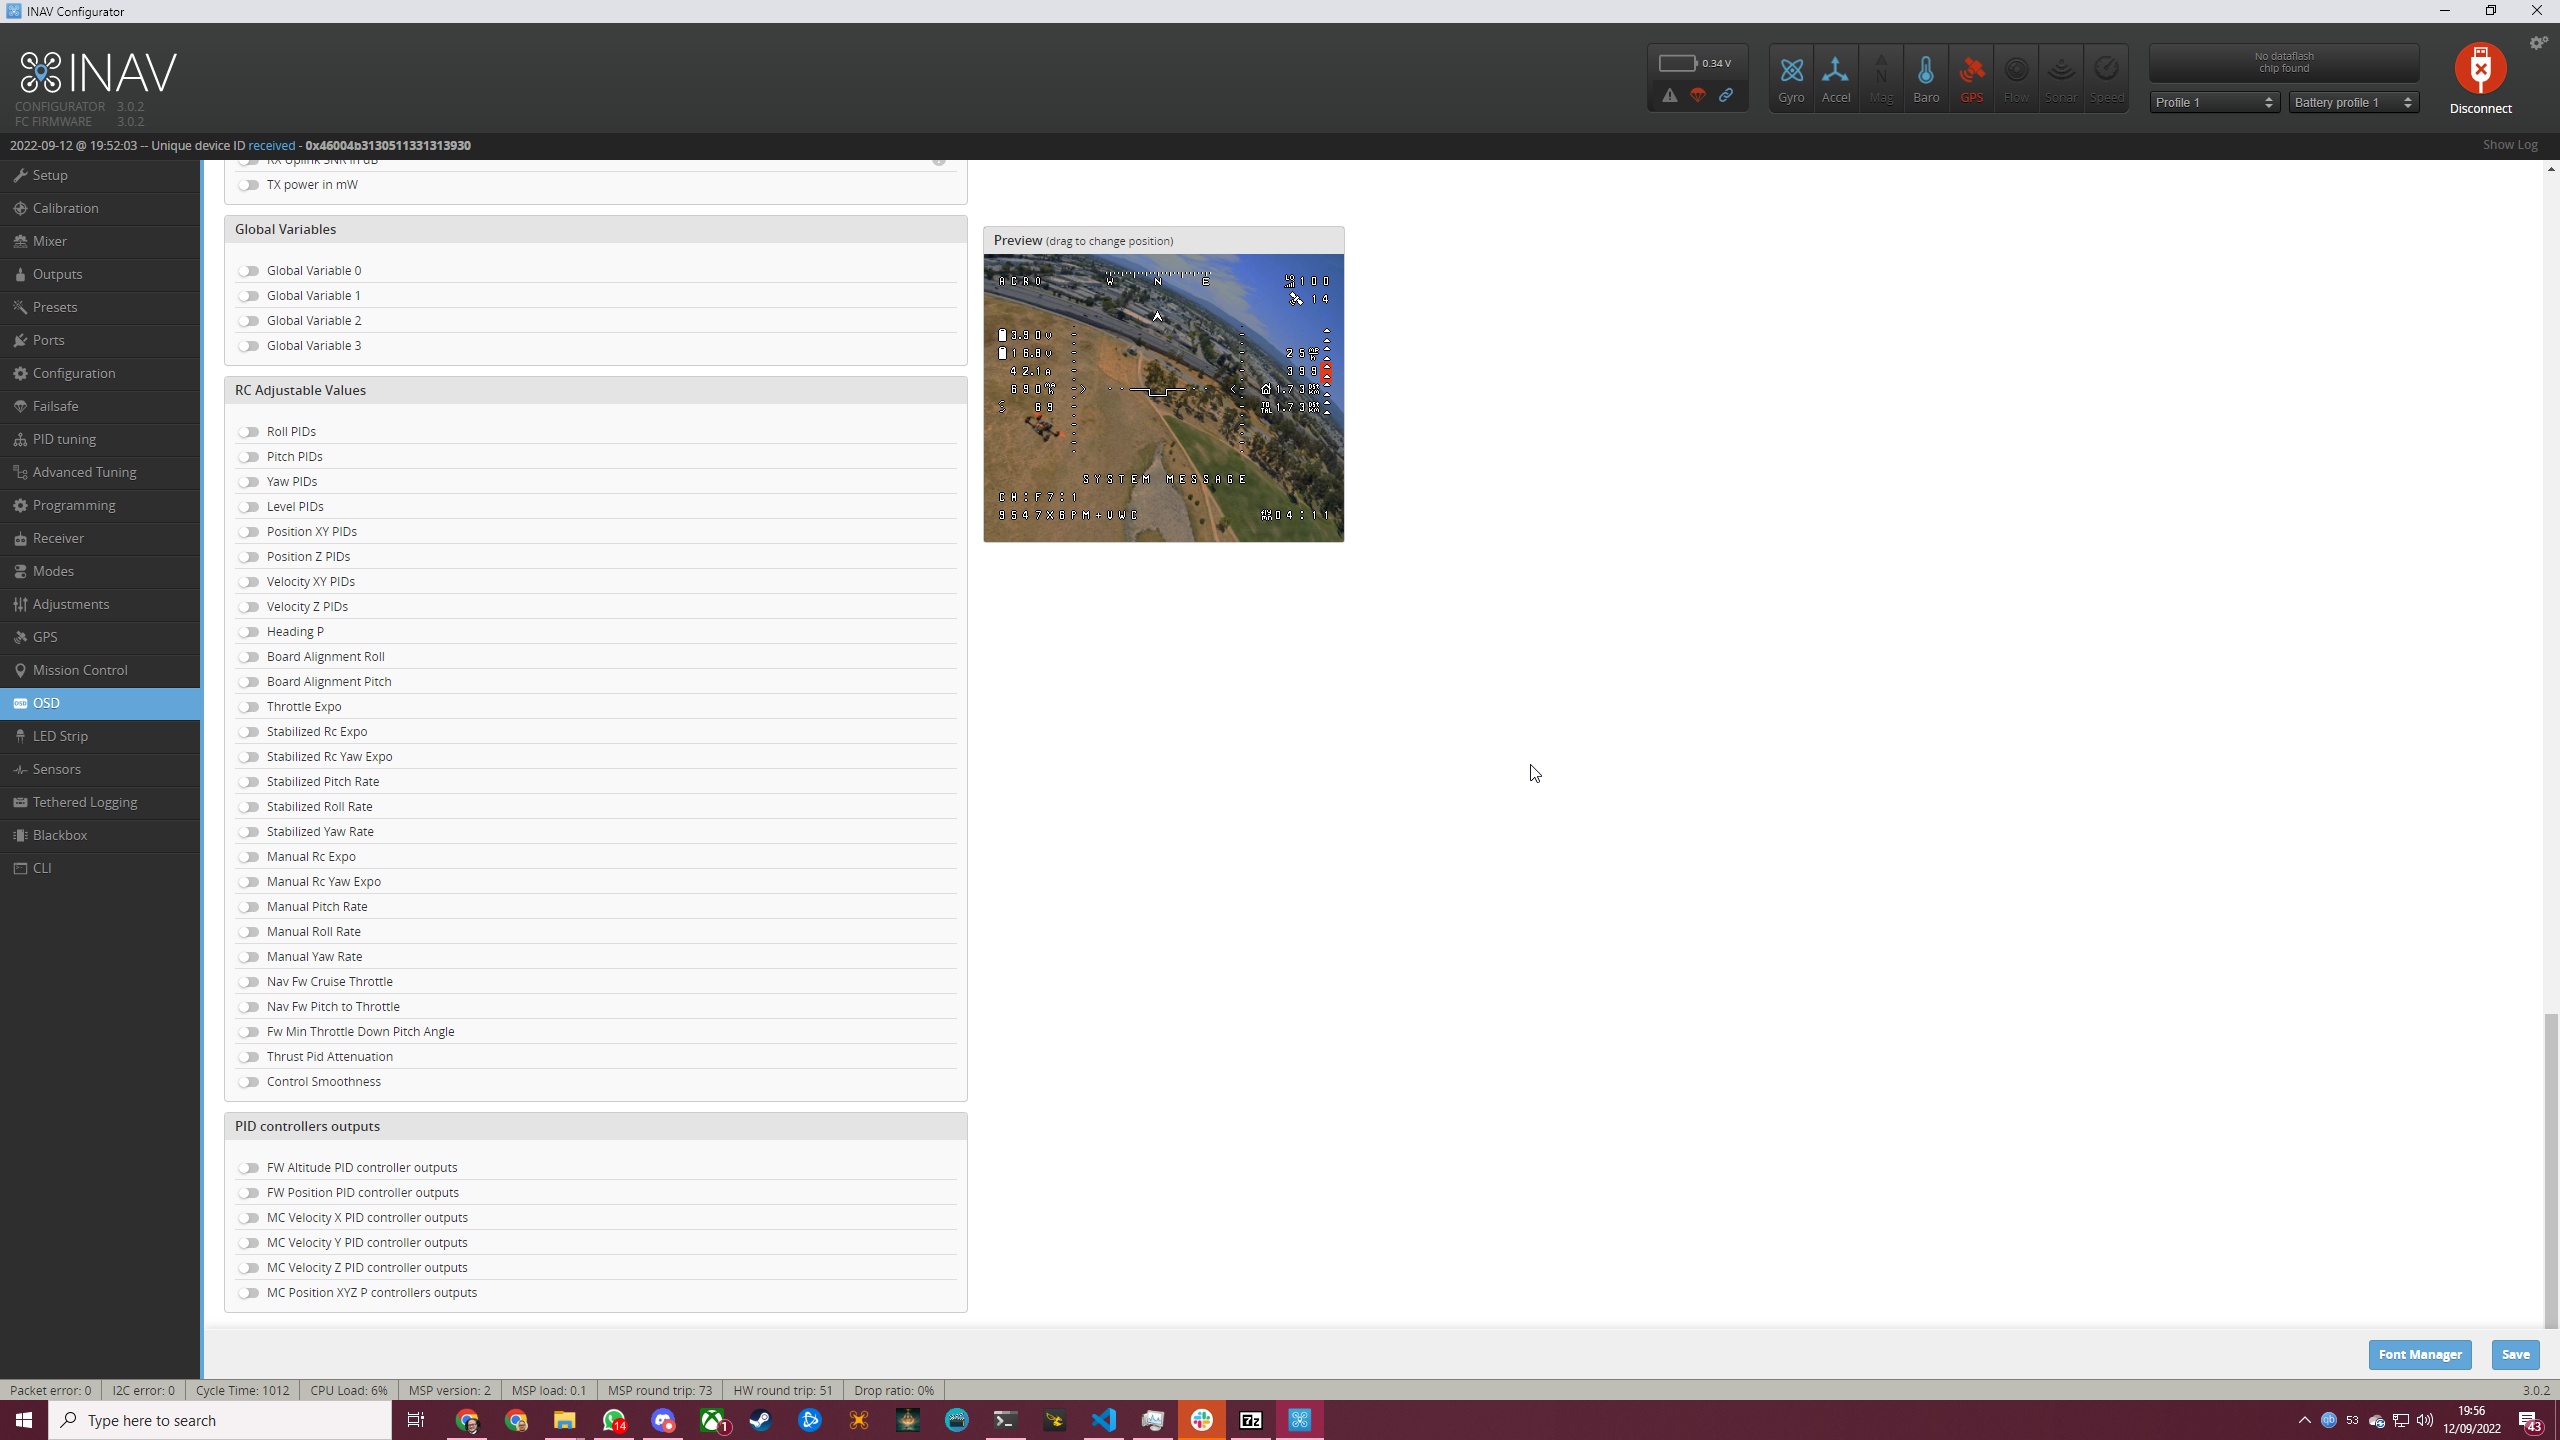 INAV Configurator
INAV
CONFIGURATOR 3.0.2
FC FIRMWARE 3.0.2
0.34 V
Gyro
Accel
Mag
Baro
GPS
Flow
Sonar
Speed
No dataflash
chip found
Profile 1
Battery profile 1
Disconnect
2022-09-12 @ 19:52:03 -- Unique device ID received - 0x46004b3130511331313930
Show Log
Setup
Calibration
Mixer
Outputs
Presets
Ports
Configuration
Failsafe
PID tuning
Advanced Tuning
Programming
Receiver
Modes
Adjustments
GPS
Mission Control
OSD
LED Strip
Sensors
Tethered Logging
Blackbox
CLI
RX Uplink SNR in dB
TX power in mW
Global Variables
Global Variable 0
Global Variable 1
Global Variable 2
Global Variable 3
RC Adjustable Values
Roll PIDs
Pitch PIDs
Yaw PIDs
Level PIDs
Position XY PIDs
Position Z PIDs
Velocity XY PIDs
Velocity Z PIDs
Heading P
Board Alignment Roll
Board Alignment Pitch
Throttle Expo
Stabilized Rc Expo
Stabilized Rc Yaw Expo
Stabilized Pitch Rate
Stabilized Roll Rate
Stabilized Yaw Rate
Manual Rc Expo
Manual Rc Yaw Expo
Manual Pitch Rate
Manual Roll Rate
Manual Yaw Rate
Nav Fw Cruise Throttle
Nav Fw Pitch to Throttle
Fw Min Throttle Down Pitch Angle
Thrust Pid Attenuation
Control Smoothness
PID controllers outputs
FW Altitude PID controller outputs
FW Position PID controller outputs
MC Velocity X PID controller outputs
MC Velocity Y PID controller outputs
MC Velocity Z PID controller outputs
MC Position XYZ P controllers outputs
Preview (drag to change position)
ACRO W N E LQ 100
14
3.90V
16.8V 25
42.1A 399
690 1.73
69 1.73
SYSTEM MESSAGE
CH:F7:1
9547X6PM+VWC 04:11
Font Manager
Save
Packet error: 0
I2C error: 0
Cycle Time: 1012
CPU Load: 6%
MSP version: 2
MSP load: 0.1
MSP round trip: 73
HW round trip: 51
Drop ratio: 0%
3.0.2
Type here to search
14
1
7z
qb
53
19:56
12/09/2022
43